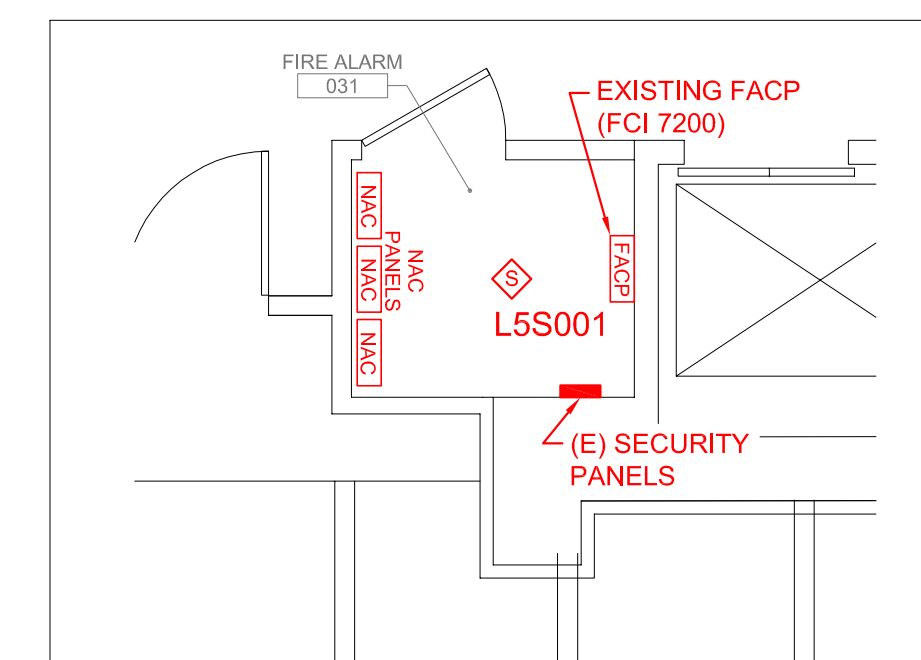 FIRE ALARM
031
EXISTING FACP
(FCI 7200)
NAC
NAC
NAC
NAC
PANELS
FACP
S
L5S001
(E) SECURITY
PANELS